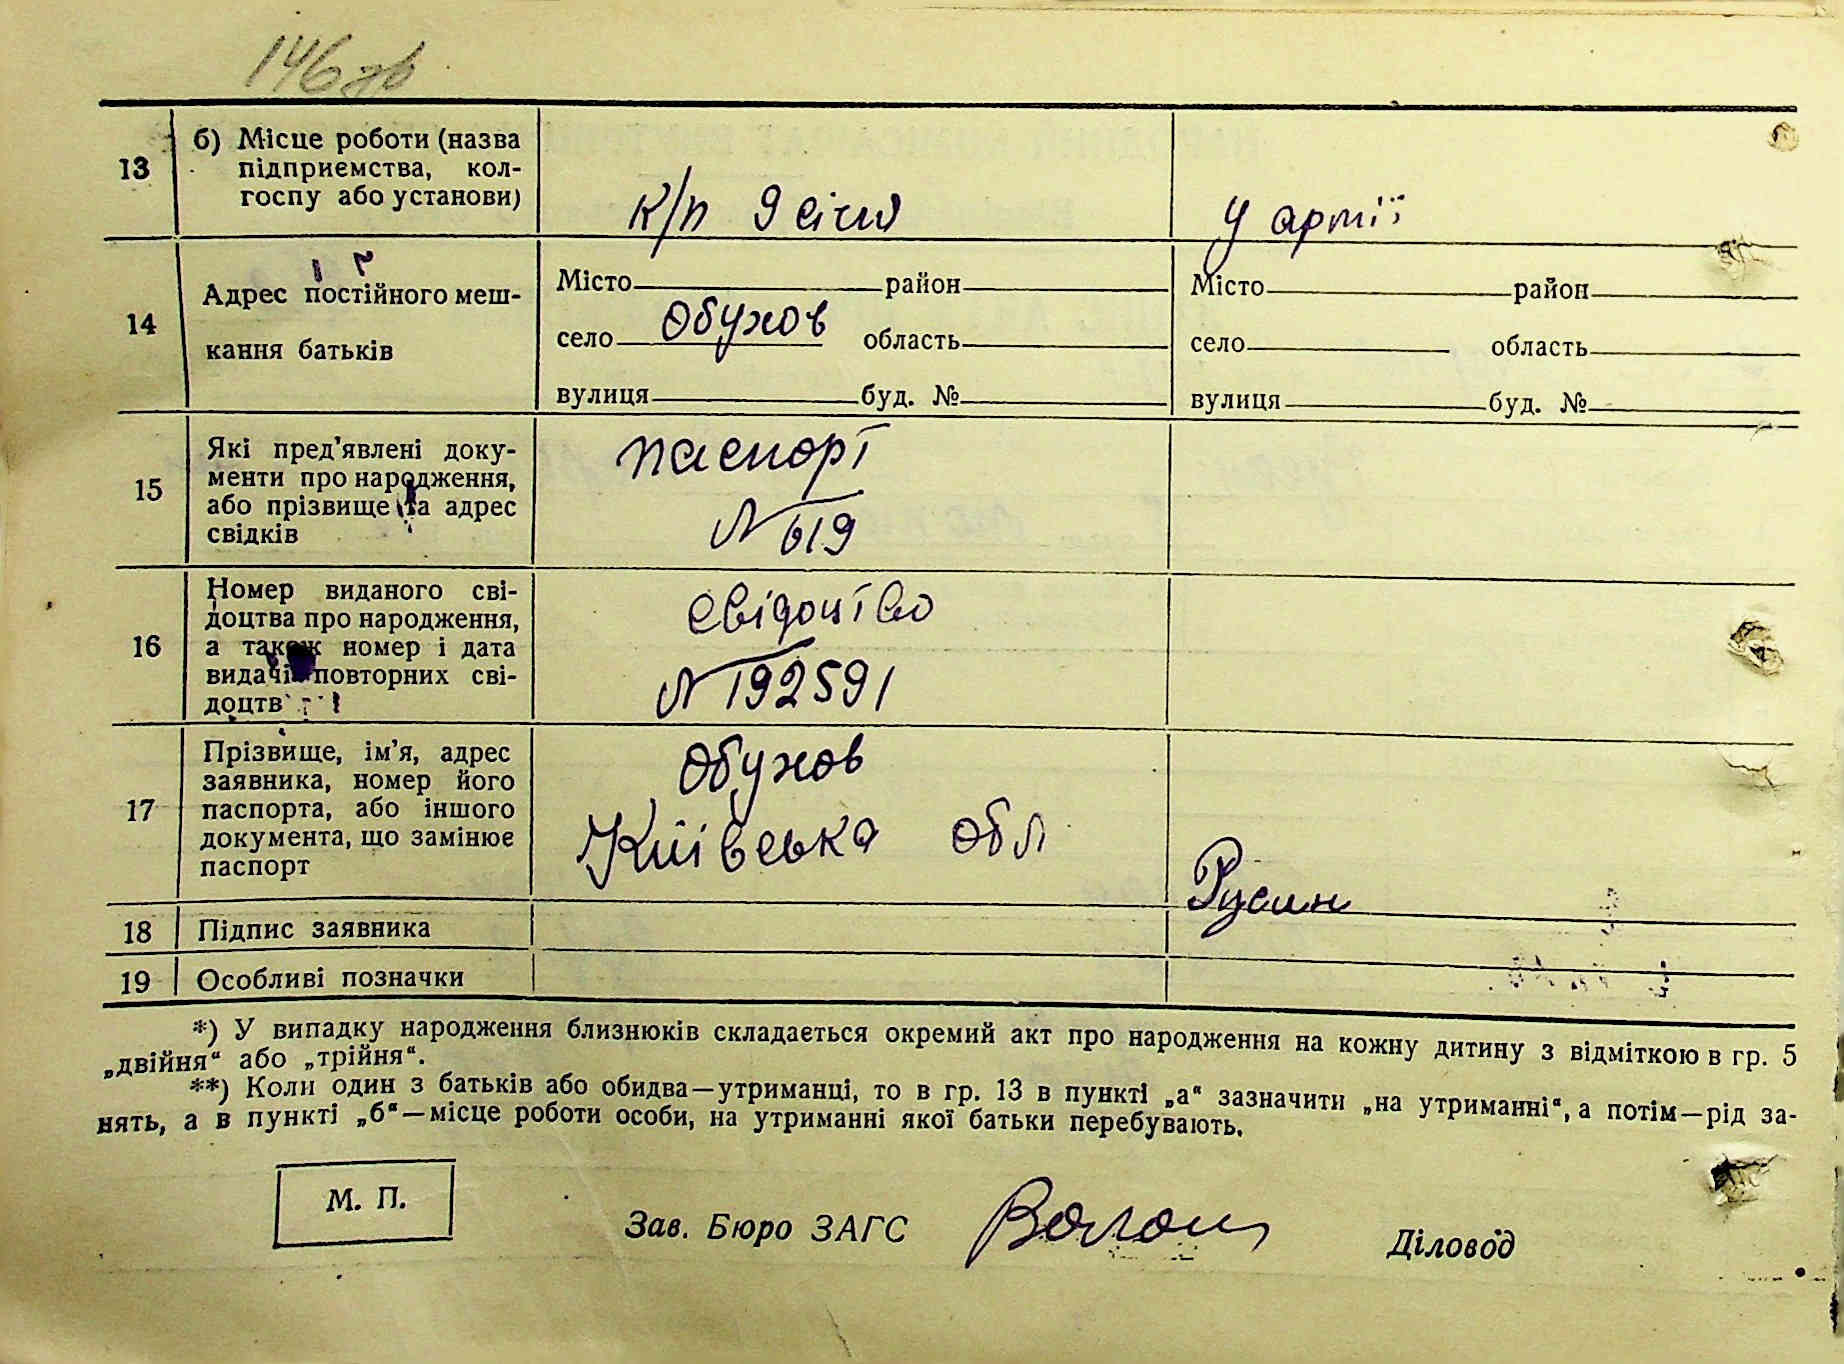 146 зв
13 б) Місце роботи (назва
підприємства, кол-
госпу або установи)
к/п 9 січня
у армії
14 Адрес постійного меш-
кання батьків
Місто район
село Обухов область
вулиця буд. №
Місто район
село область
вулиця буд. №
15 Які пред'явлені доку-
менти про народження,
або прізвище та адрес
свідків
паспорт
№ 619
16 Номер виданого сві-
доцтва про народження,
а також номер і дата
видачі повторних сві-
доцтв
свідоцтво
№ 192591
17 Прізвище, ім'я, адрес
заявника, номер його
паспорта, або іншого
документа, що замінює
паспорт
Обухов
Київська обл
Русин
18 Підпис заявника
19 Особливі позначки
*) У випадку народження близнюків складається окремий акт про народження на кожну дитину з відміткою в гр. 5
„двійня“ або „трійня“.
**) Коли один з батьків або обидва—утриманці, то в гр. 13 в пункті „а“ зазначити „на утриманні“, а потім—рід за-
нять, а в пункті „б“—місце роботи особи, на утриманні якої батьки перебувають.
М. П.
Зав. Бюро ЗАГС
Діловод